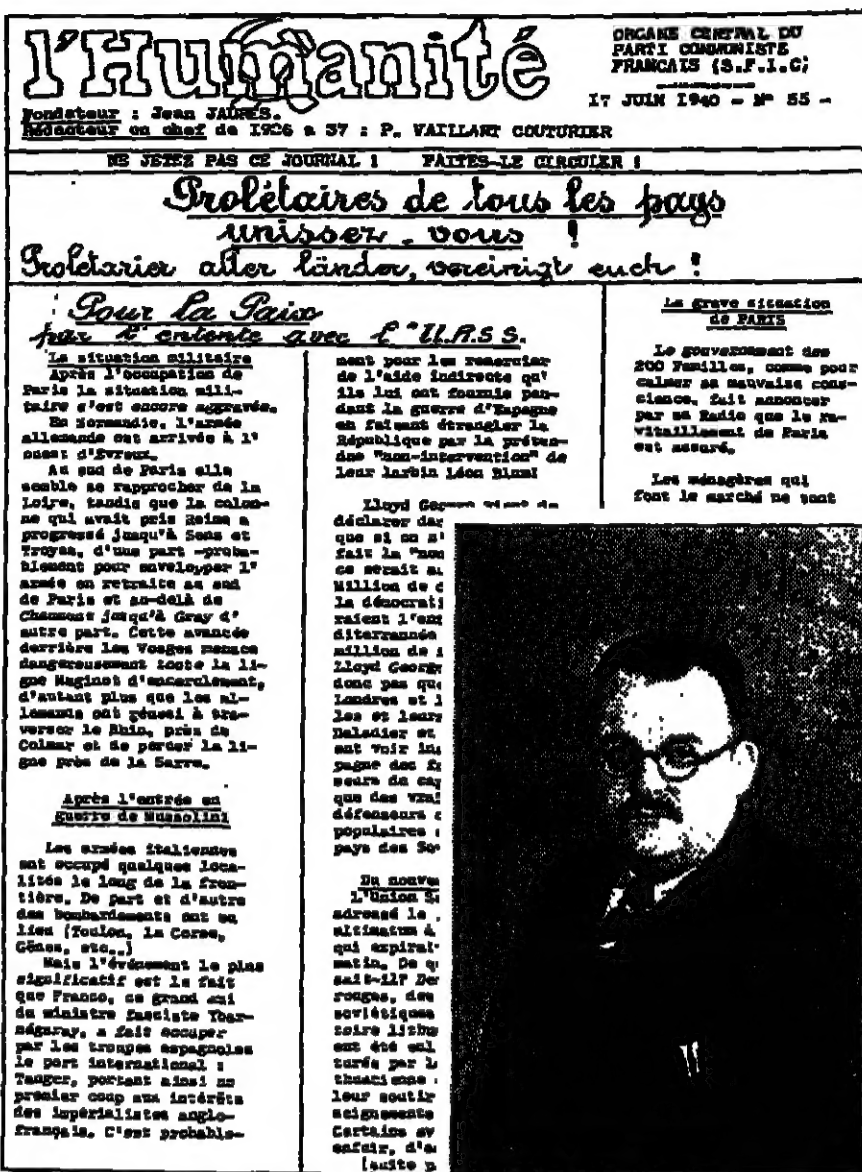 l'Humanité
ORGANE CENTRAL DU
PARTI COMMUNISTE
FRANCAIS (S.F.I.C)
17 JUIN 1940 - N° 55 -
Fondateur : Jean JAURES.
Rédacteur en chef de 1926 a 37 : P. VAILLANT COUTURIER
NE JETEZ PAS CE JOURNAL ! FAITES-LE CIRCULER !
Prolétaires de tous les pays
unissez-vous !
Proletarier aller länder, vereinigt euch !
Pour la Paix
par l'entente avec l'U.R.S.S.
La situation militaire
Après l'occupation de
Paris la situation mili-
taire s'est encore aggravée.
En Normandie, l'armée
allemande est arrivée à l'
ouest d'Evreux.
Au sud de Paris elle
semble se rapprocher de la
Loire, tandis que la colon-
ne qui avait pris Reims a
progressé jusqu'à Sens et
Troyes, d'une part -proba-
blement pour envelopper l'
armée en retraite au sud
de Paris et au-delà de
Chaumont jusqu'à Gray d'
autre part. Cette avancée
derrière les Vosges menace
dangereusement toute la li-
gne Maginot d'encerclement,
d'autant plus que les al-
lemands ont réussi à tra-
verser le Rhin, près de
Colmar et de percer la li-
gne près de la Sarre.
Après l'entrée en
guerre de Mussolini
Les armées italiennes
ont occupé quelques loca-
lités le long de la fron-
tière. De part et d'autre
des bombardements ont eu
lieu (Toulon, La Corse,
Gênes, etc..)
Mais l'événement le plus
significatif est le fait
que Franco, ce grand ami
du ministre fasciste Ybar-
négaray, a fait occuper
par les troupes espagnoles
le port international :
Tanger, portant ainsi un
premier coup aux intérêts
des impérialistes anglo-
français. C'est probable-
ment pour les remercier
de l'aide indirecte qu'
ils lui ont fournie pen-
dant la guerre d'Espagne
en faisant étrangler la
République par la préten-
due "non-intervention" de
leur larbin Léon Blum!
Lloyd George vient de
déclarer
que si on
fait la
ce serait
Million de
la
raient
diterrannée
million de
Lloyd
donc pas
Londres et
les et leurs
Daladier et
ont voir
pagne des
seurs du
que des
défenseurs
populaires
pays des
Du
L'Union
adressé le
ultimatum à
qui
matin. De
sait-il?
rouges, des
soviétiques
toire
ont été
turés par
leur
Certains
(suite
La grave situation
de PARIS
Le gouvernement des
200 Familles, comme pour
calmer sa mauvaise cons-
cience, fait annoncer
par sa Radio que le ra-
vitaillement de Paris
est assuré.
Les ménagères qui
font le marché ne sont